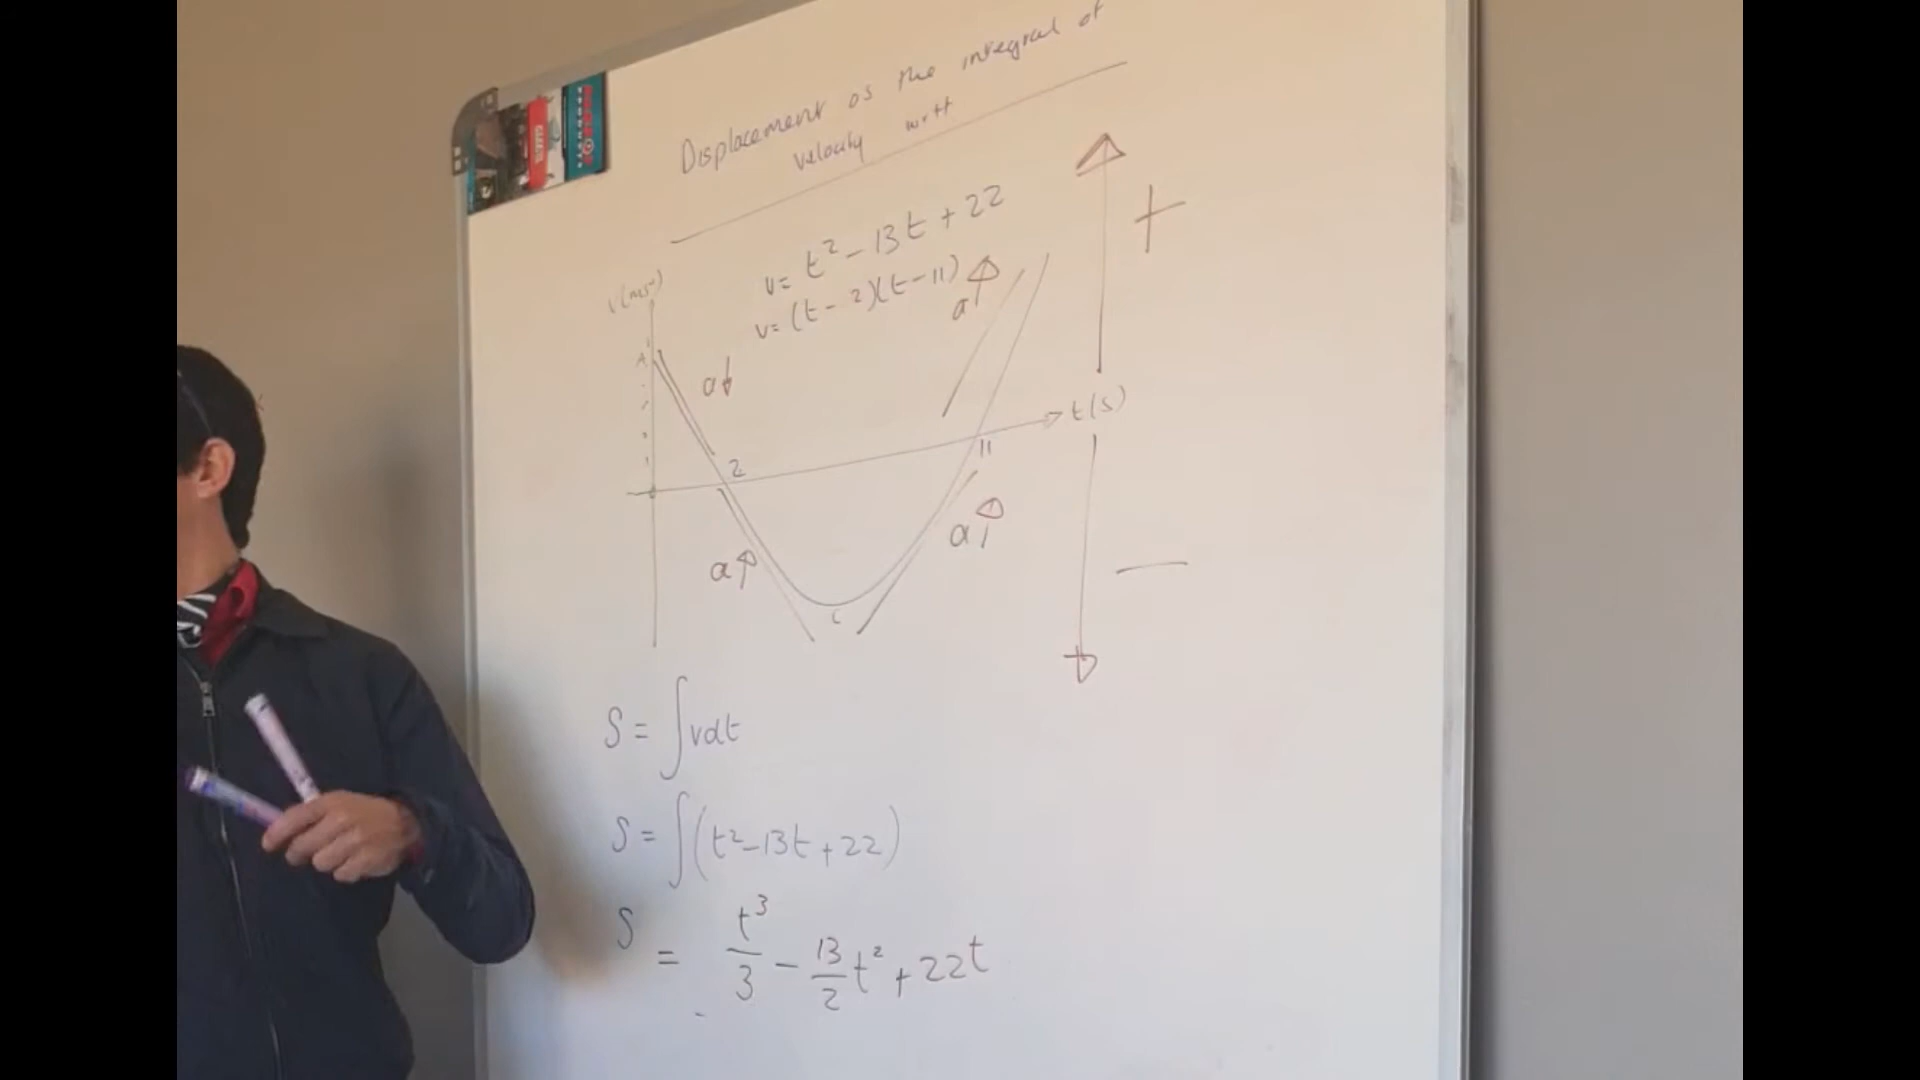 Displacement as the integral of
velocity wrtt
v= t² – 13t + 22
v= (t – 2)(t – 11)
v(ms⁻¹)
a↓
a↑
+
t(s)
2
11
a↑
a↑
–
S = ∫vdt
S = ∫(t²–13t+22)
S = t³/3 – 13/2 t² + 22t